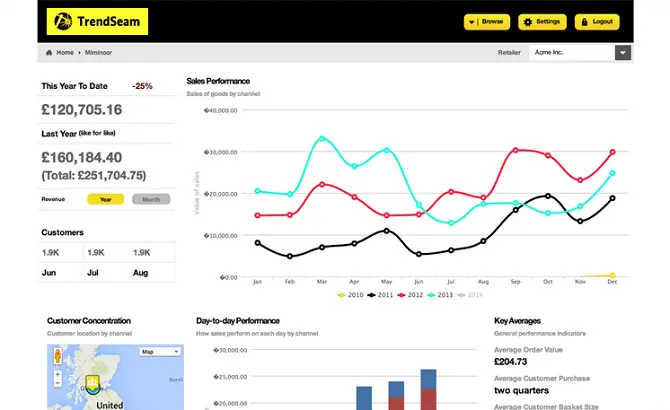 TrendSeam
Browse
Settings
Logout
Home › Miminoor
Retailer
Acme Inc.
This Year To Date -25%
£120,705.16
Last Year (like for like)
£160,184.40
(Total: £251,704.75)
Revenue Year Month
Customers
1.9K 1.9K 1.9K
Jun Jul Aug
Sales Performance
Sales of goods by channel
Value of sales
�40,000.00
�30,000.00
�20,000.00
�10,000.00
�0.00
Jan Feb Mar Apr May Jun Jul Aug Sep Oct Nov Dec
2010 2011 2012 2013 2014
Customer Concentration
Customer location by channel
Map
North
United
Day-to-day Performance
How sales perform on each day by channel
�30,000.00
�25,000.00
�20,000.00
Key Averages
General performance indicators
Average Order Value
£204.73
Average Customer Purchase
two quarters
Average Customer Basket Size